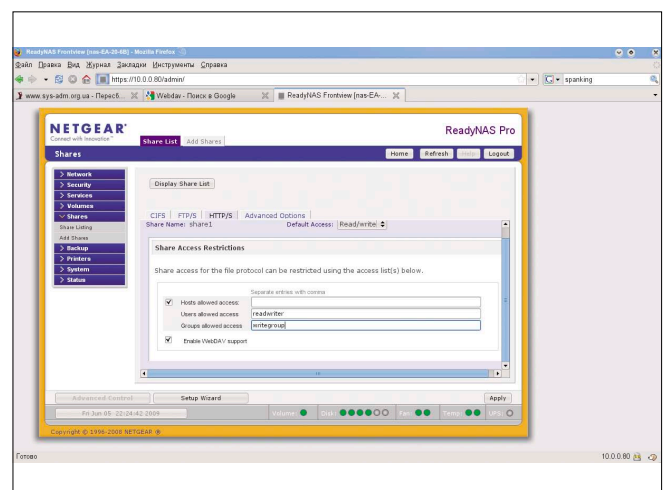 ReadyNAS Frontview [nas-EA-28-6B] - Mozilla Firefox
Файл Правка Вид Журнал Закладки Инструменты Справка
https://10.0.0.80/admin/ spanking
www.sys-adm.org.ua - Пересб... Webdav - Поиск в Google ReadyNAS Frontview [nas-EA-...
NETGEAR®
Connect with Innovation™ Share List Add Shares ReadyNAS Pro
Shares Home Refresh Help Logout
> Network
> Security
> Services
> Volumes
Shares
Share Listing
Add Shares
> Backup
> Printers
> System
> Status
Display Share List
CIFS FTP/S HTTP/S Advanced Options
Share Name: share1 Default Access: Read/write
Share Access Restrictions
Share access for the file protocol can be restricted using the access list(s) below.
Separate entries with comma
Hosts allowed access:
Users allowed access readwriter
Groups allowed access writegroup
Enable WebDAV support
Advanced Control Setup Wizard Apply
Fri Jun 05 22:24:42 2009 Volume: Disk: Fan: Temp: UPS:
Copyright © 1996-2008 NETGEAR ®
Готово 10.0.0.80